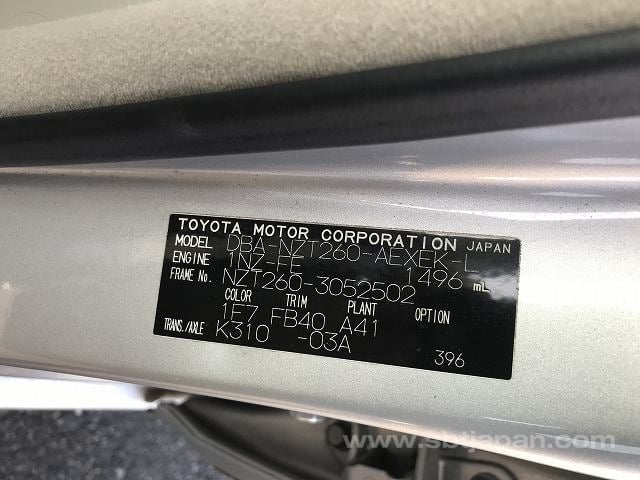 TOYOTA MOTOR CORPORATION JAPAN
MODEL DBA-NZT260-AEXEK-L
ENGINE 1NZ-FE 1496 mL
FRAME No. NZT260-3052502
COLOR TRIM PLANT OPTION
1E7 FB40 A41
TRANS./AXLE K310 -03A
396
www.sbtjapan.com